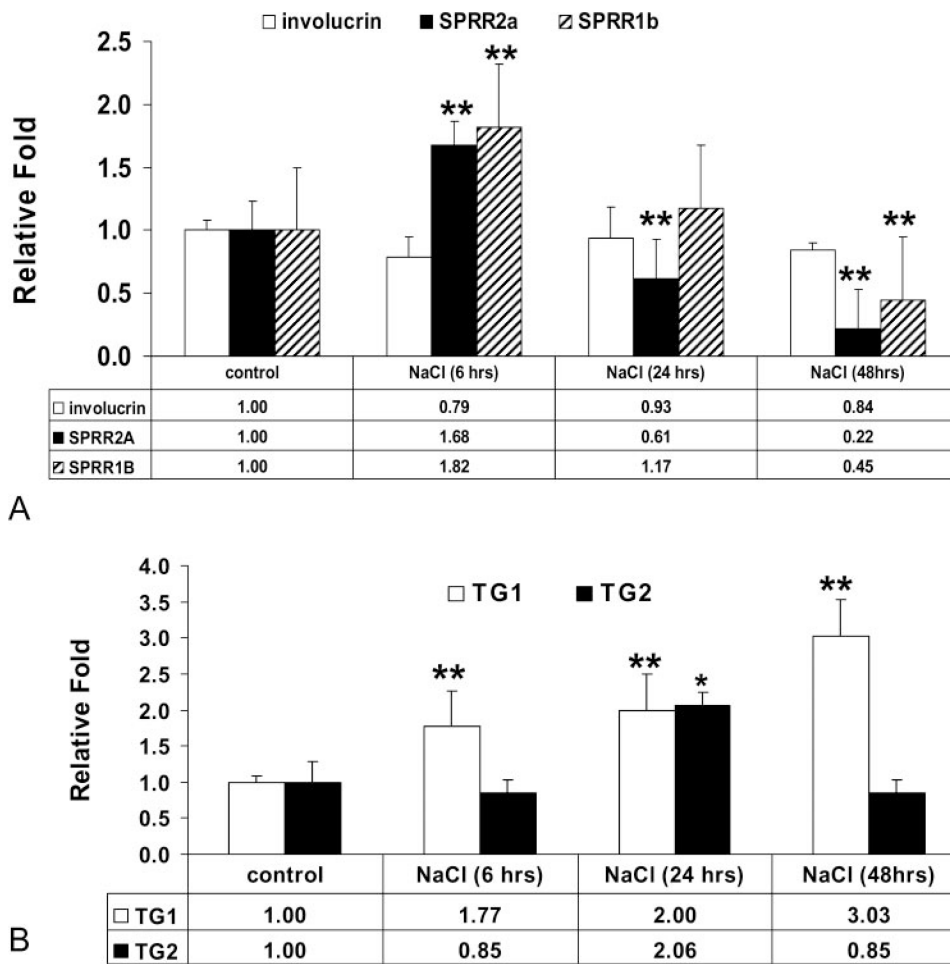 involucrin SPRR2a SPRR1b
Relative Fold
2.5
2.0
1.5
1.0
0.5
0.0
** **
**
** **
control NaCl (6 hrs) NaCl (24 hrs) NaCl (48hrs)
involucrin 1.00 0.79 0.93 0.84
SPRR2A 1.00 1.68 0.61 0.22
SPRR1B 1.00 1.82 1.17 0.45
A
TG1 TG2
Relative Fold
4.0
3.5
3.0
2.5
2.0
1.5
1.0
0.5
0.0
**
** *
**
control NaCl (6 hrs) NaCl (24 hrs) NaCl (48hrs)
TG1 1.00 1.77 2.00 3.03
TG2 1.00 0.85 2.06 0.85
B